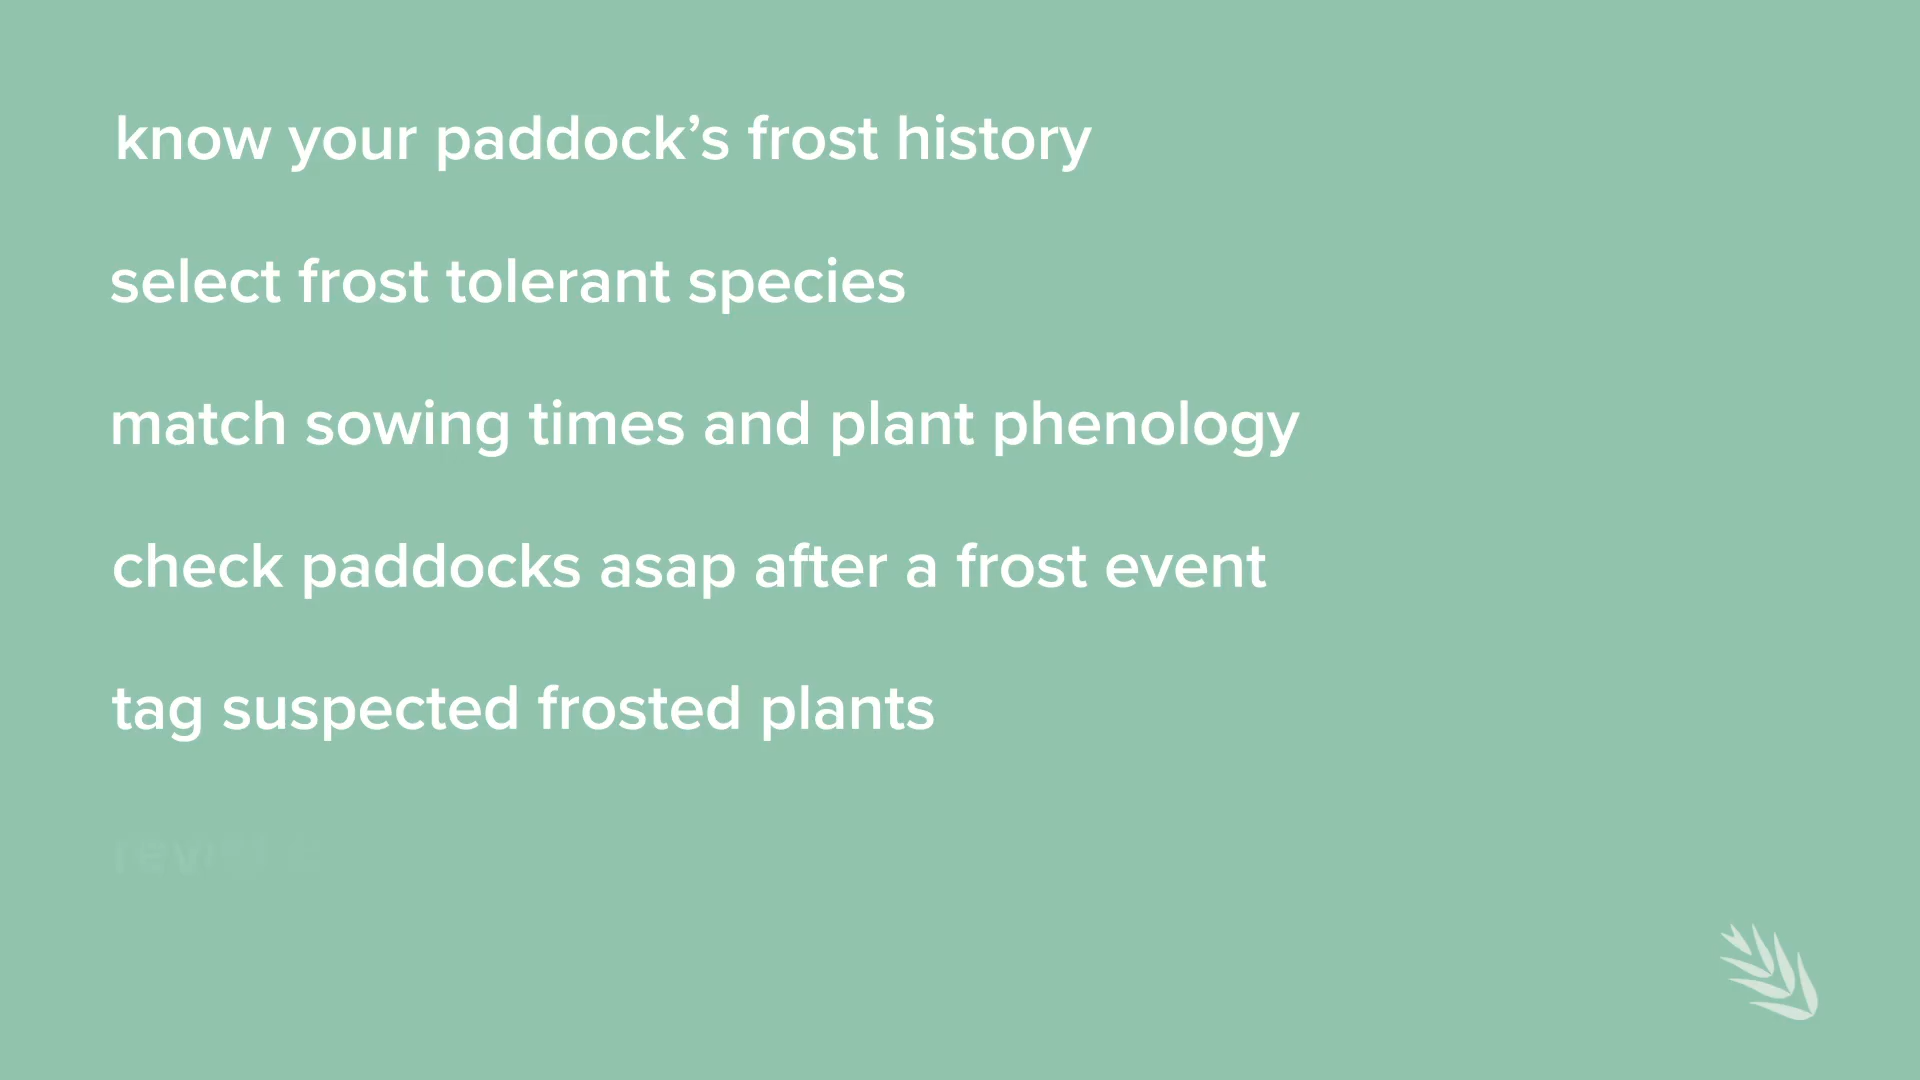 know your paddock’s frost history
select frost tolerant species
match sowing times and plant phenology
check paddocks asap after a frost event
tag suspected frosted plants